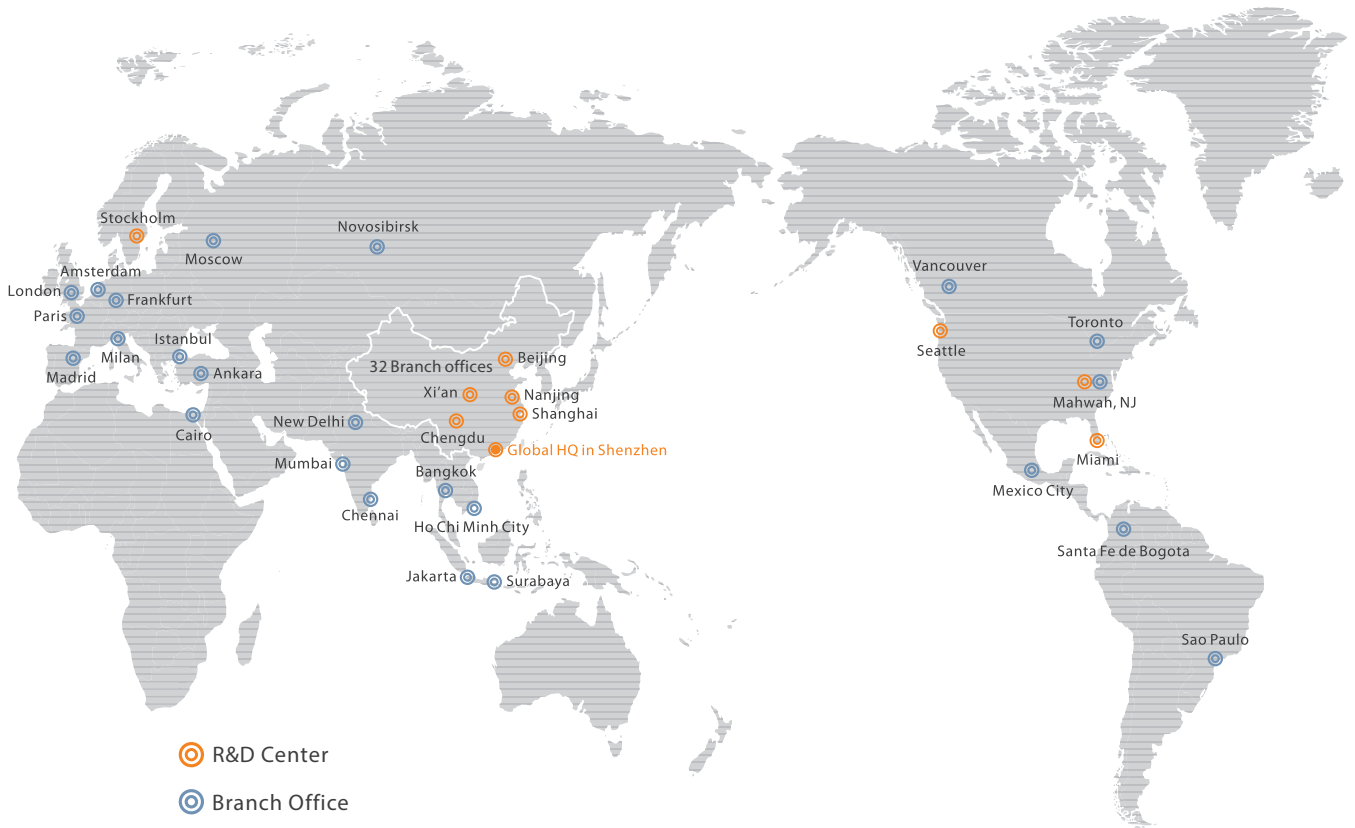 Stockholm
Novosibirsk
Moscow
Vancouver
Amsterdam
London
Frankfurt
Paris
Toronto
Istanbul
Seattle
Milan
Beijing
32 Branch offices
Madrid
Ankara
Xi’an
Nanjing
Mahwah, NJ
Shanghai
New Delhi
Cairo
Chengdu
Global HQ in Shenzhen
Miami
Mumbai
Bangkok
Mexico City
Chennai
Ho Chi Minh City
Santa Fe de Bogota
Jakarta
Surabaya
Sao Paulo
R&D Center
Branch Office